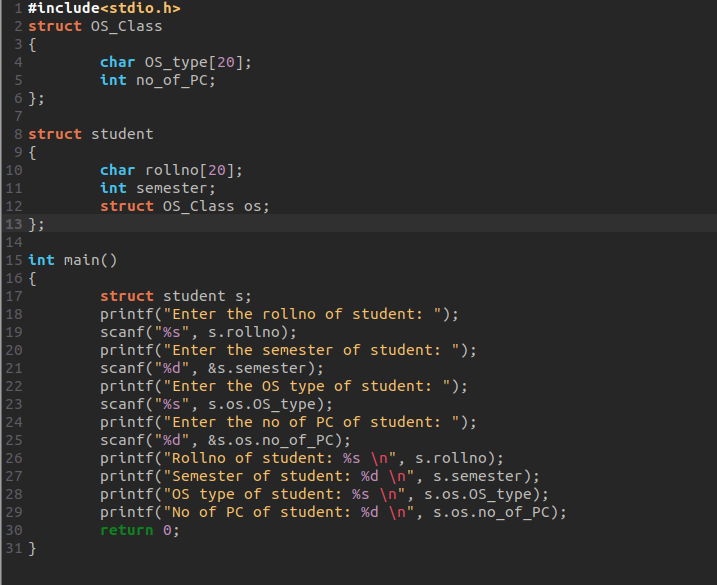 1 #include<stdio.h>
2 struct OS_Class
3 {
4         char OS_type[20];
5         int no_of_PC;
6 };
7
8 struct student
9 {
10         char rollno[20];
11         int semester;
12         struct OS_Class os;
13 };
14
15 int main()
16 {
17         struct student s;
18         printf("Enter the rollno of student: ");
19         scanf("%s", s.rollno);
20         printf("Enter the semester of student: ");
21         scanf("%d", &s.semester);
22         printf("Enter the OS type of student: ");
23         scanf("%s", s.os.OS_type);
24         printf("Enter the no of PC of student: ");
25         scanf("%d", &s.os.no_of_PC);
26         printf("Rollno of student: %s \n", s.rollno);
27         printf("Semester of student: %d \n", s.semester);
28         printf("OS type of student: %s \n", s.os.OS_type);
29         printf("No of PC of student: %d \n", s.os.no_of_PC);
30         return 0;
31 }